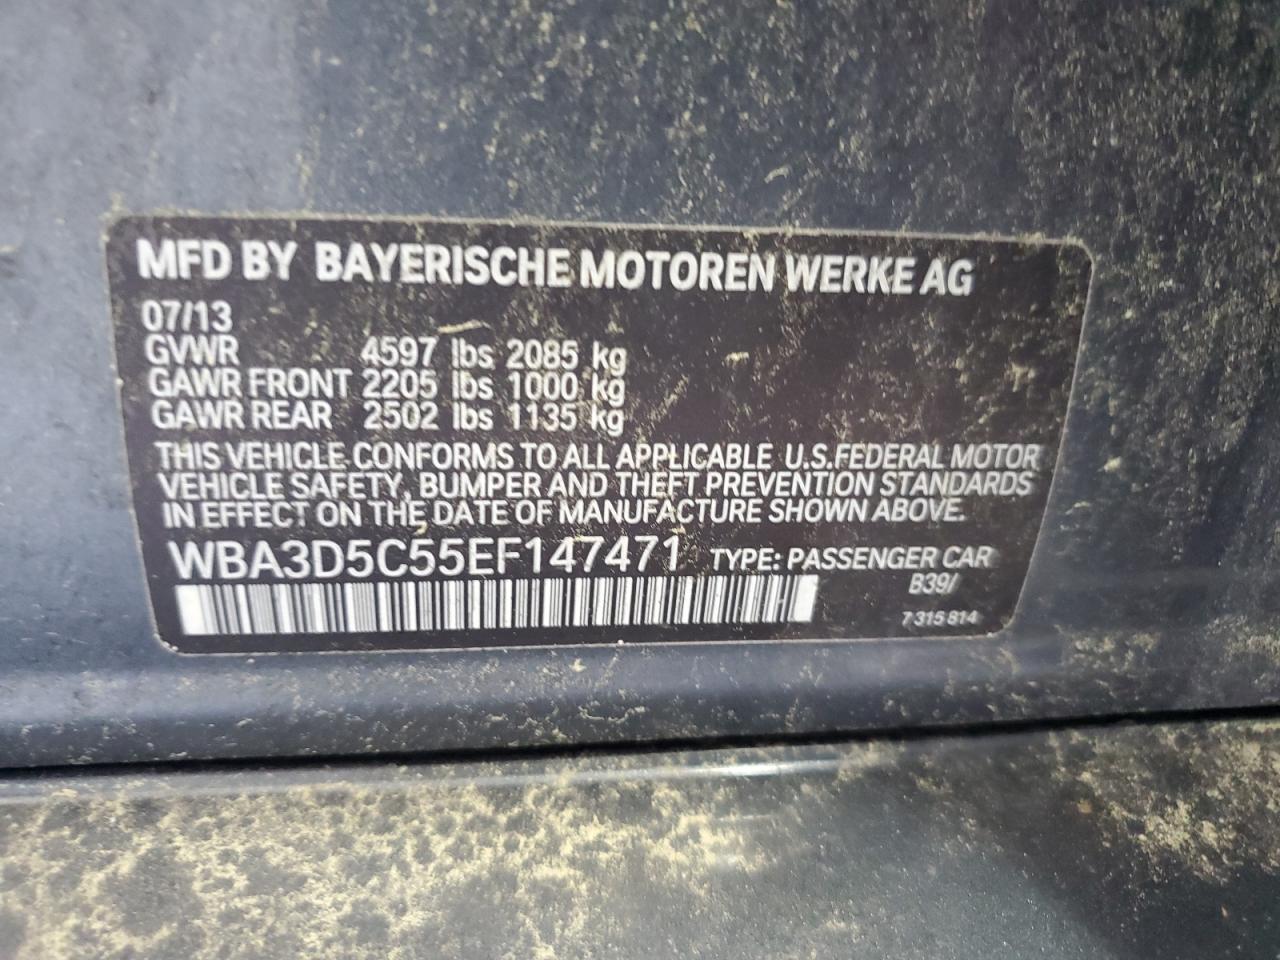 MFD BY BAYERISCHE MOTOREN WERKE AG
07/13
GVWR 4597 lbs 2085 kg
GAWR FRONT 2205 lbs 1000 kg
GAWR REAR 2502 lbs 1135 kg
THIS VEHICLE CONFORMS TO ALL APPLICABLE U.S.FEDERAL MOTOR
VEHICLE SAFETY, BUMPER AND THEFT PREVENTION STANDARDS
IN EFFECT ON THE DATE OF MANUFACTURE SHOWN ABOVE.
WBA3D5C55EF147471 TYPE: PASSENGER CAR
B39/
7 315 814